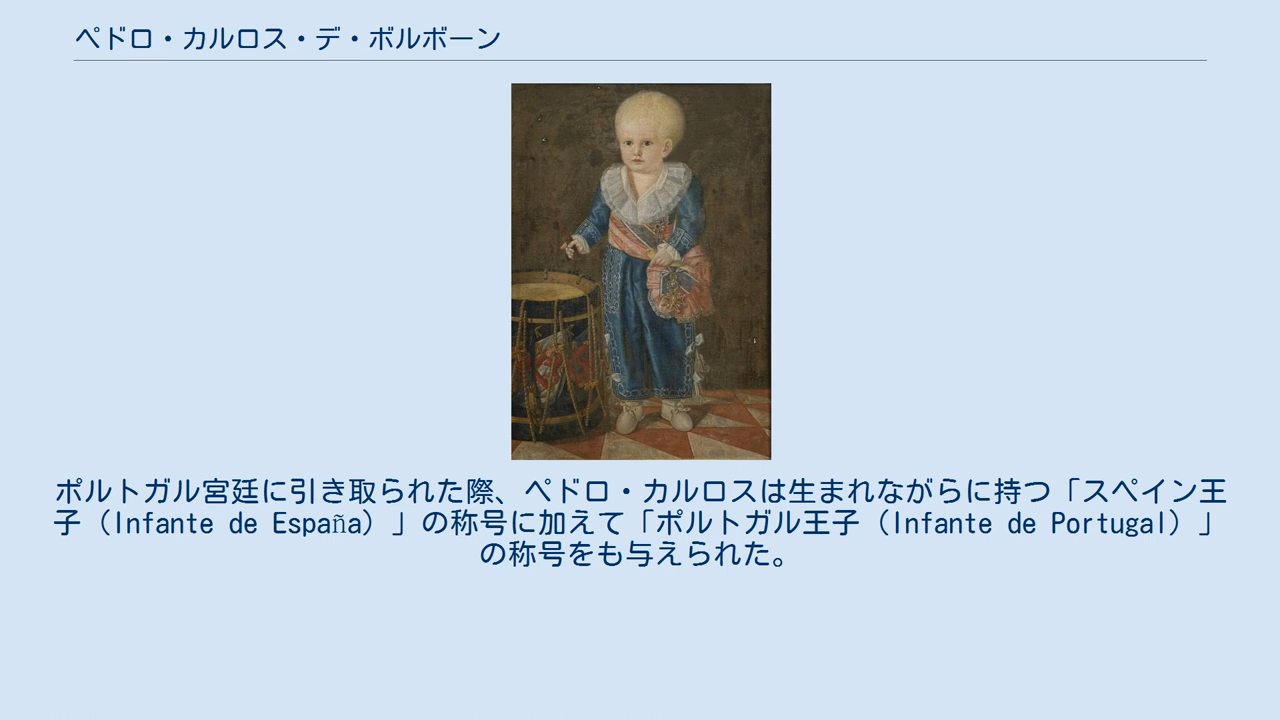 ペドロ・カルロス・デ・ボルボーン
ポルトガル宮廷に引き取られた際、ペドロ・カルロスは生まれながらに持つ「スペイン王
子（Infante de España）」の称号に加えて「ポルトガル王子（Infante de Portugal）」
の称号をも与えられた。